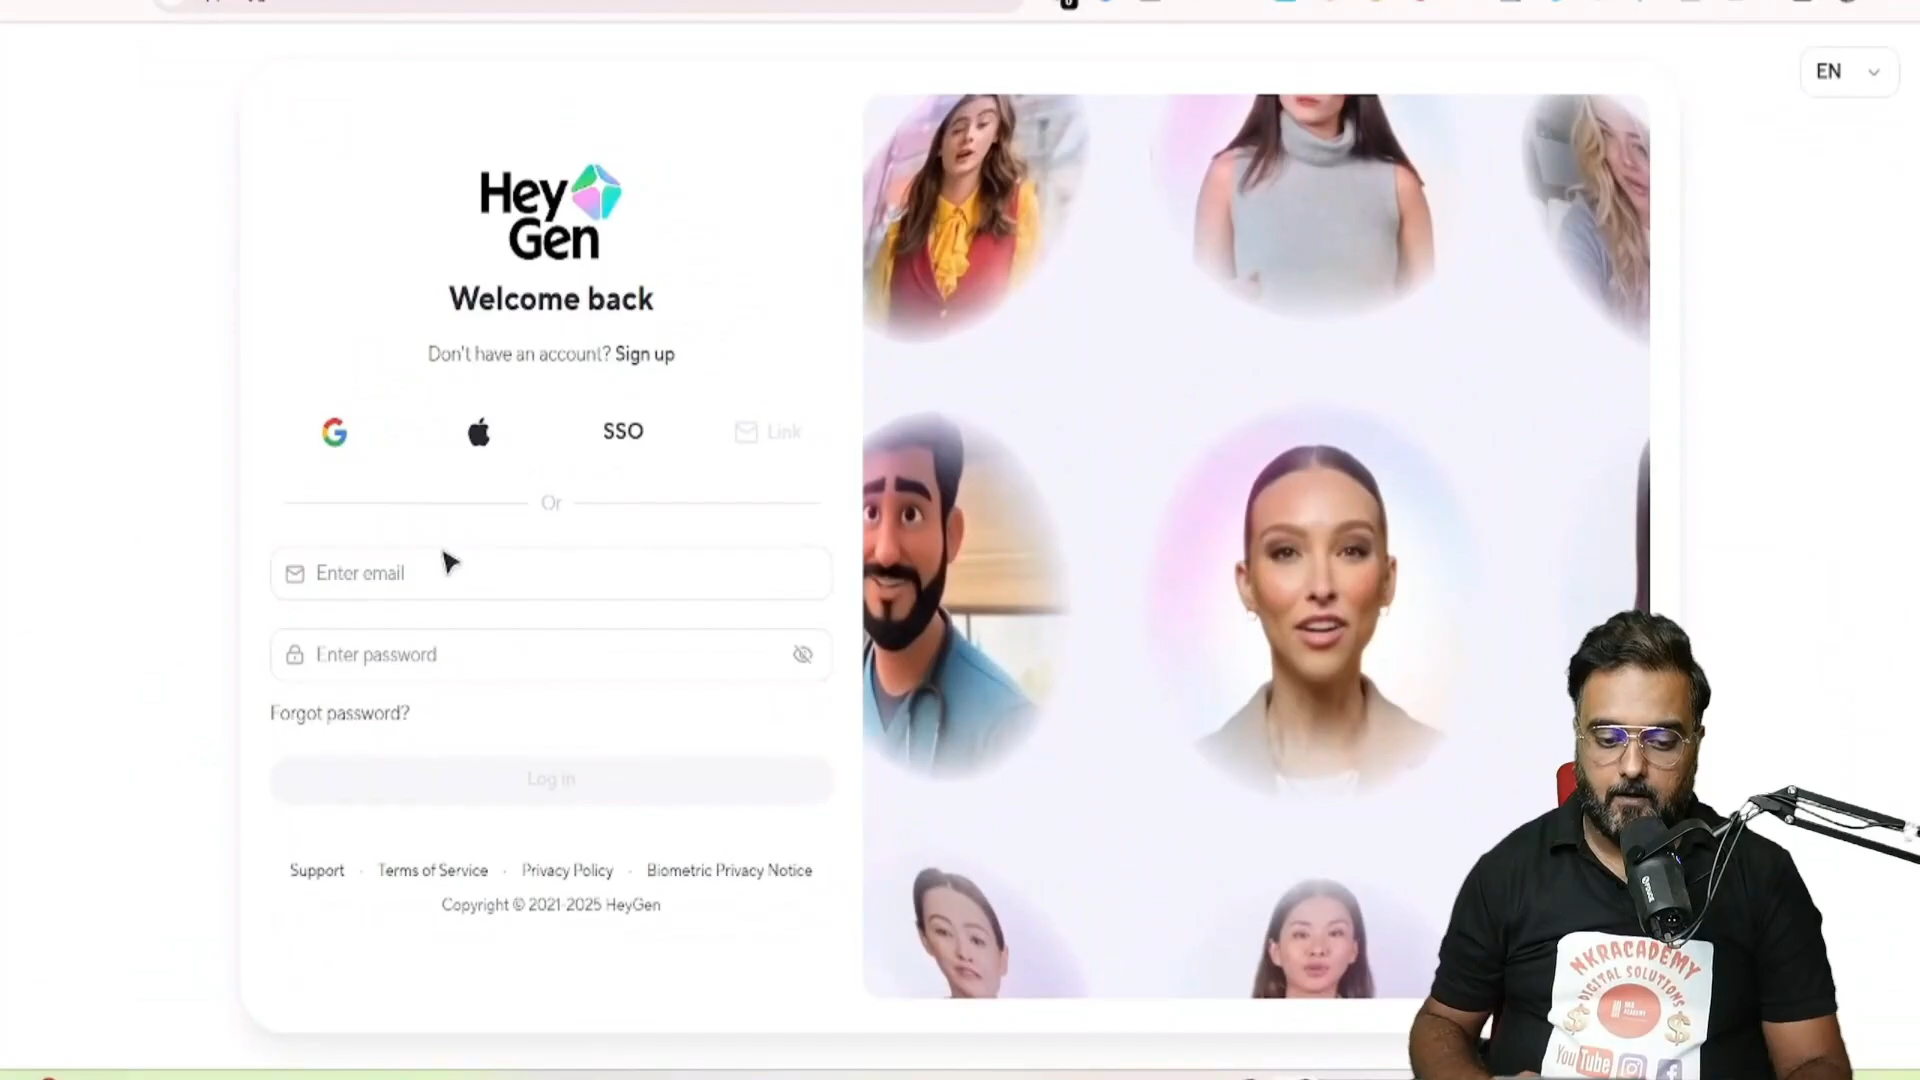 EN
Hey
Gen
Welcome back
Don't have an account? Sign up
SSO
Link
Or
Enter email
Enter password
Forgot password?
Log in
Support · Terms of Service · Privacy Policy · Biometric Privacy Notice
Copyright © 2021-2025 HeyGen
NKRACADEMY
DIGITAL SOLUTIONS
YouTube